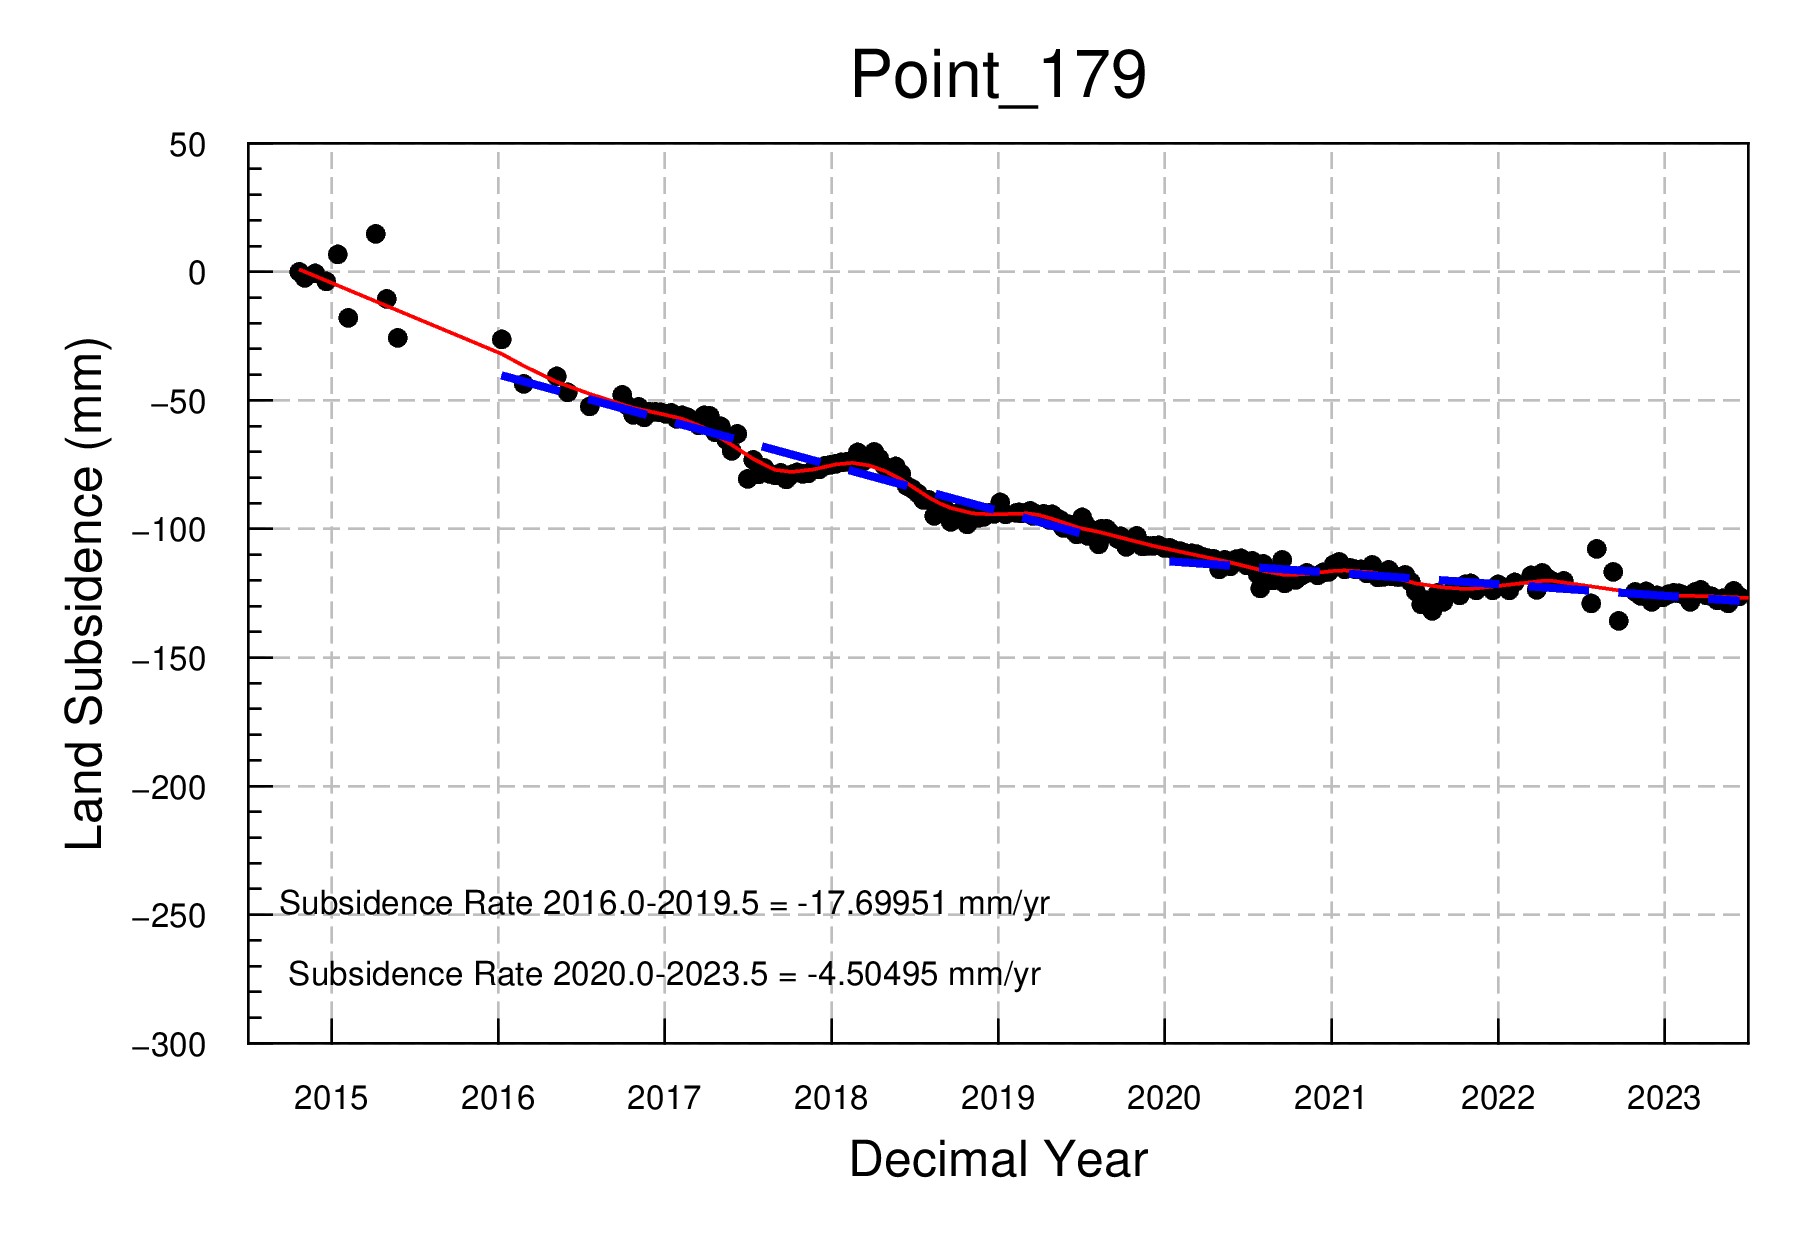 Point_179
50
0
−50
−100
−150
−200
−250
−300
Land Subsidence (mm)
Subsidence Rate 2016.0-2019.5 = -17.69951 mm/yr
Subsidence Rate 2020.0-2023.5 = -4.50495 mm/yr
2015 2016 2017 2018 2019 2020 2021 2022 2023
Decimal Year